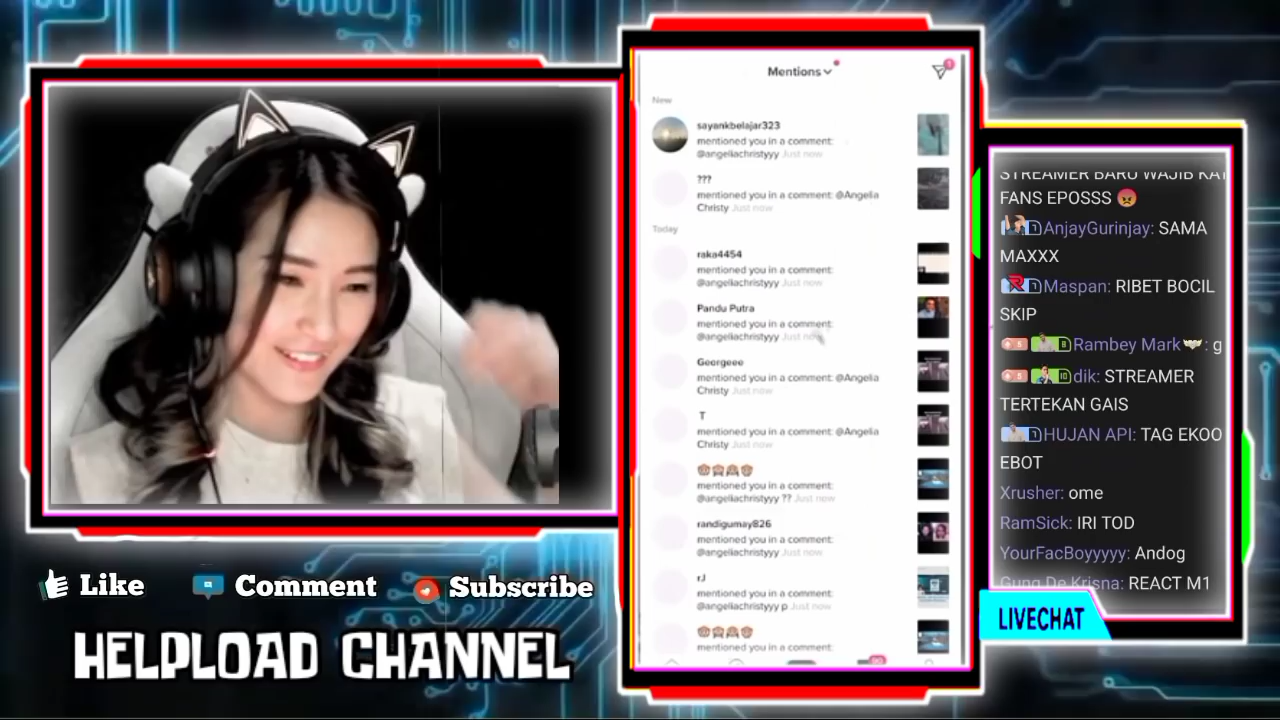 Mentions
1
New
sayankbelajar323
mentioned you in a comment:
@angeliachristyyy Just now
???
mentioned you in a comment: @Angelia
Christy Just now
Today
raka4454
mentioned you in a comment:
@angeliachristyyy Just now
Pandu Putra
mentioned you in a comment:
@angeliachristyyy Just now
Georgeee
mentioned you in a comment: @Angelia
Christy Just now
T
mentioned you in a comment: @Angelia
Christy Just now
🙈🙊🙈🙊
mentioned you in a comment:
@angeliachristyyy ?? Just now
randigumay826
mentioned you in a comment:
@angeliachristyyy Just now
rJ
mentioned you in a comment:
@angeliachristyyy p Just now
mentioned you in a comment:
STREAMER BARU WAJIB KAT
FANS EPOSSS 😡
AnjayGurinjay: SAMA
MAXXX
Maspan: RIBET BOCIL
SKIP
Rambey Mark : g
dik: STREAMER
TERTEKAN GAIS
HUJAN API: TAG EKOO
EBOT
Xrusher: ome
RamSick: IRI TOD
YourFacBoyyyyy: Andog
Gung De Krisna: REACT M1
LIVECHAT
Like
Comment
Subscribe
HELPLOAD CHANNEL